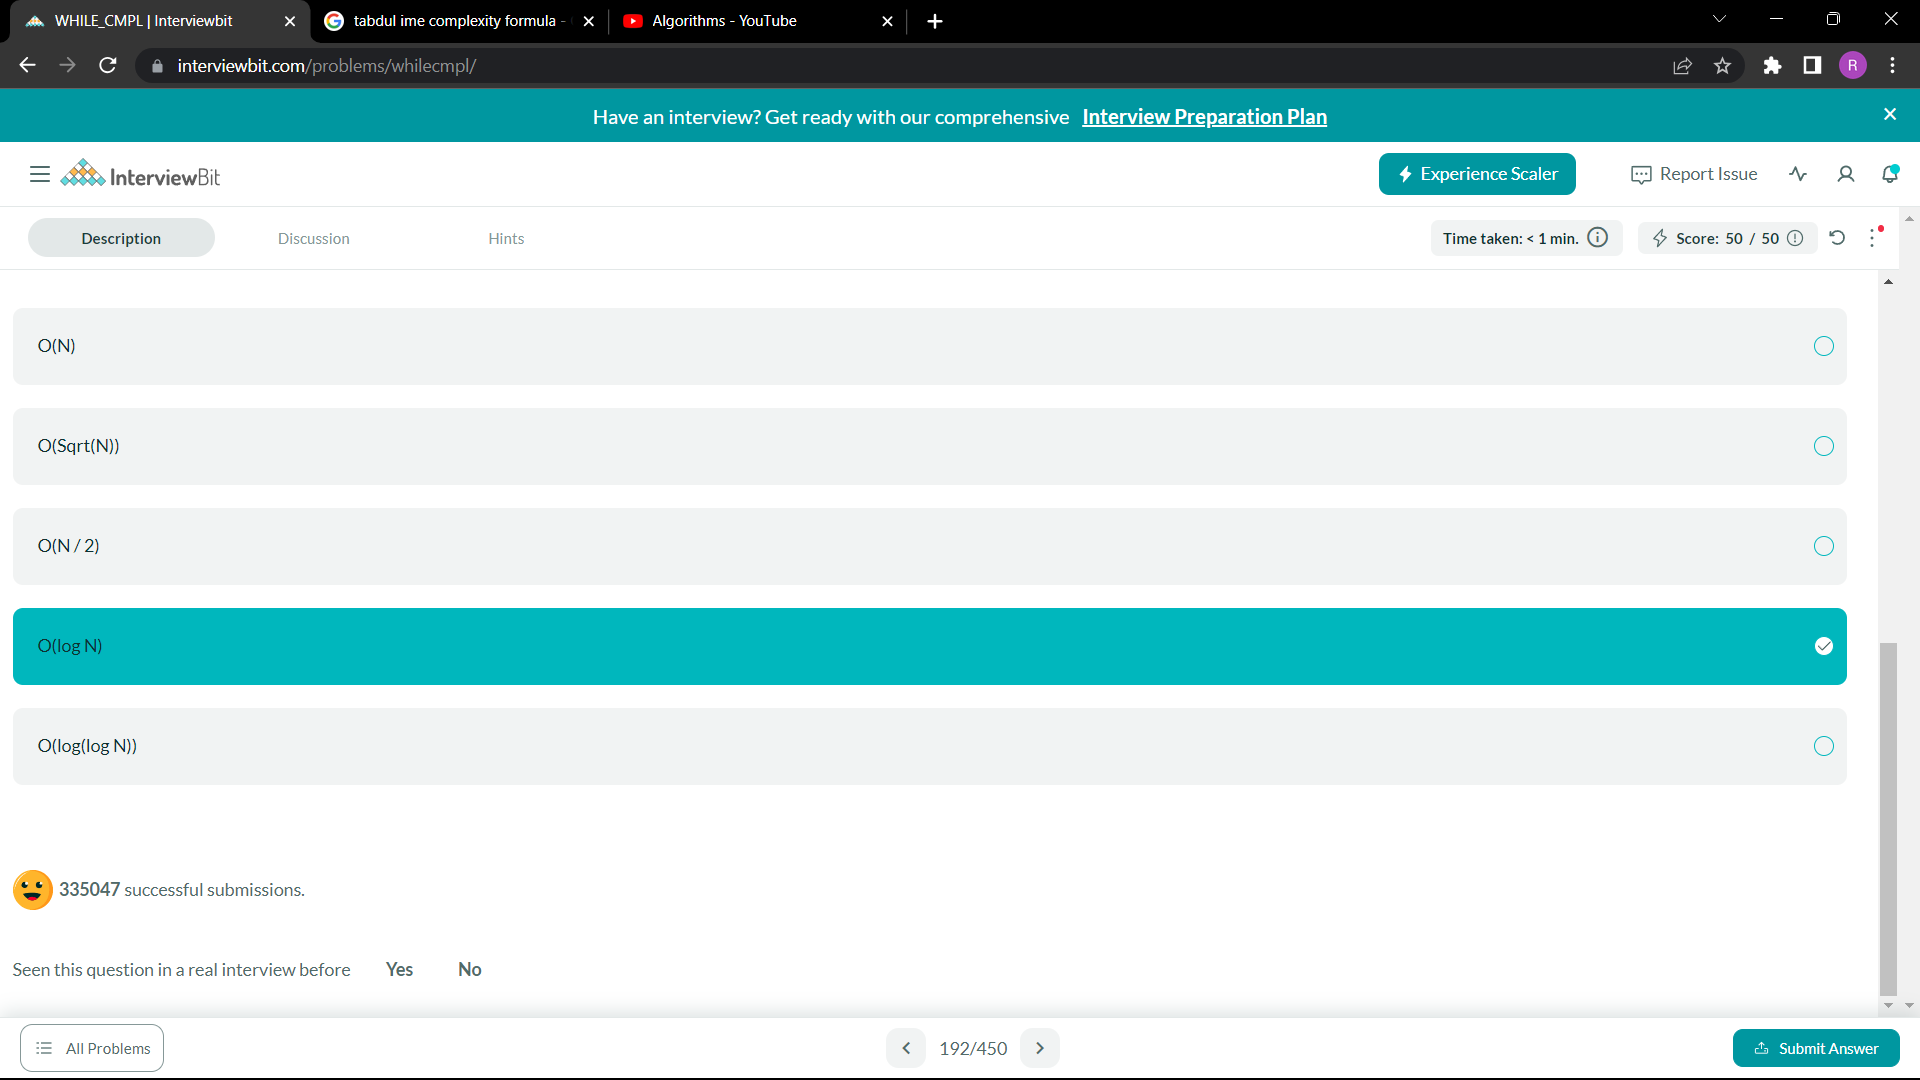 WHILE_CMPL | Interviewbit
tabdul ime complexity formula -
Algorithms - YouTube
interviewbit.com/problems/whilecmpl/
R
Have an interview? Get ready with our comprehensive Interview Preparation Plan
InterviewBit
Experience Scaler
Report Issue
Description
Discussion
Hints
Time taken: < 1 min.
Score: 50 / 50
O(N)
O(Sqrt(N))
O(N / 2)
O(log N)
O(log(log N))
335047 successful submissions.
Seen this question in a real interview before Yes No
All Problems
192/450
Submit Answer